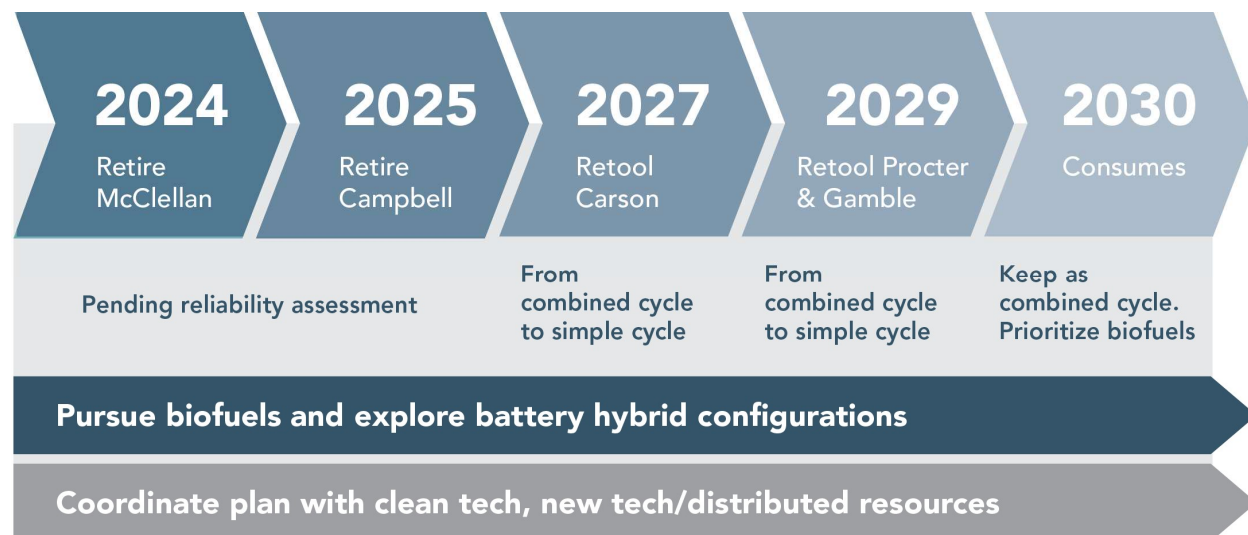 2024
Retire
McClellan
2025
Retire
Campbell
2027
Retool
Carson
2029
Retool Procter
& Gamble
2030
Consumes
Pending reliability assessment
From
combined cycle
to simple cycle
From
combined cycle
to simple cycle
Keep as
combined cycle.
Prioritize biofuels
Pursue biofuels and explore battery hybrid configurations
Coordinate plan with clean tech, new tech/distributed resources